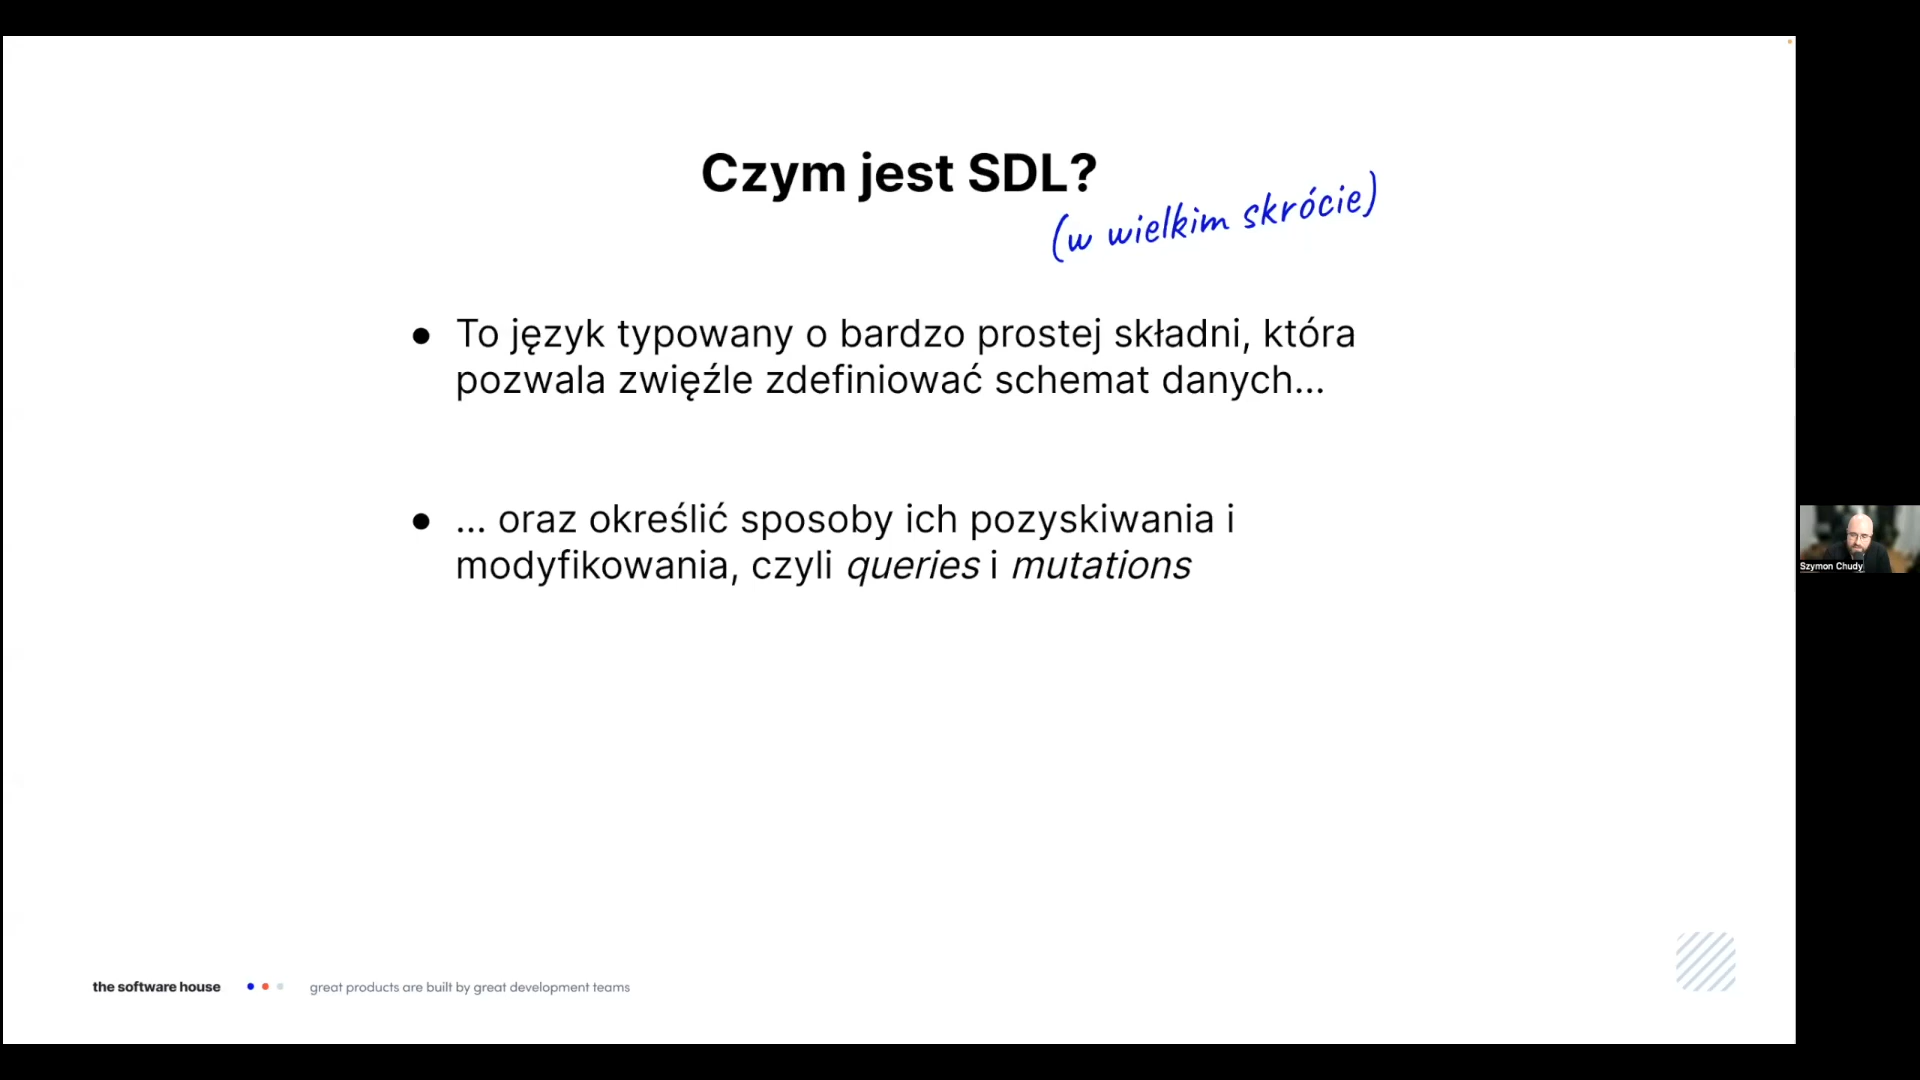 Czym jest SDL?
(w wielkim skrócie)
● To język typowany o bardzo prostej składni, która
pozwala zwięźle zdefiniować schemat danych...
● ... oraz określić sposoby ich pozyskiwania i
modyfikowania, czyli queries i mutations
Szymon Chudy
the software house
great products are built by great development teams